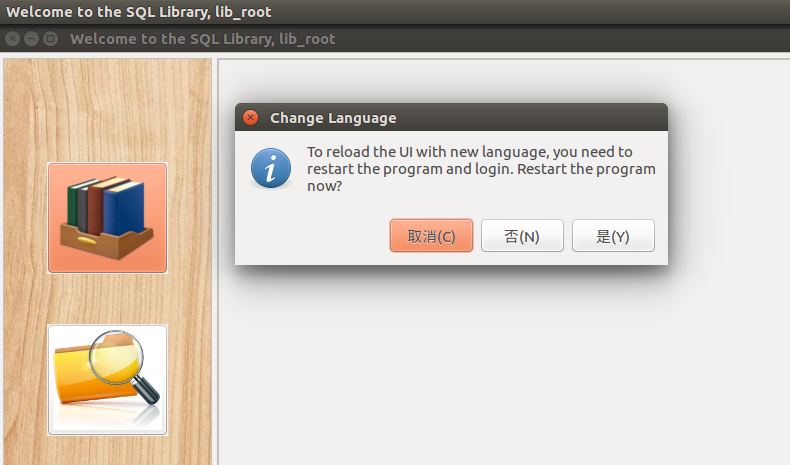 Welcome to the SQL Library, lib_root
Welcome to the SQL Library, lib_root
Change Language
To reload the UI with new language, you need to
restart the program and login. Restart the program
now?
取消(C) 否(N) 是(Y)